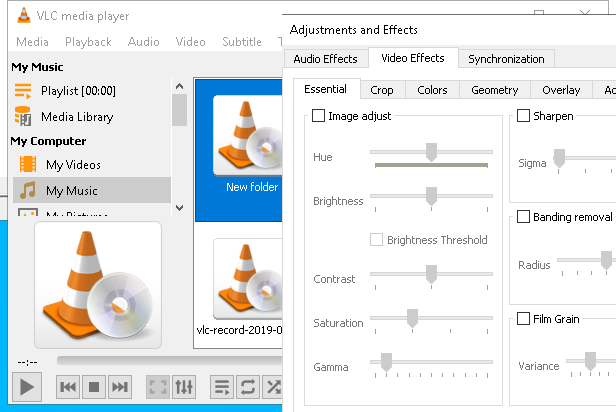 VLC media player
Media Playback Audio Video Subtitle
My Music
Playlist [00:00]
Media Library
My Computer
My Videos
My Music
My Pictures
New folder
vlc-record-2019-0
--:--
Adjustments and Effects
Audio Effects Video Effects Synchronization
Essential Crop Colors Geometry Overlay
Image adjust
Hue
Brightness
Brightness Threshold
Contrast
Saturation
Gamma
Sharpen
Sigma
Banding removal
Radius
Film Grain
Variance